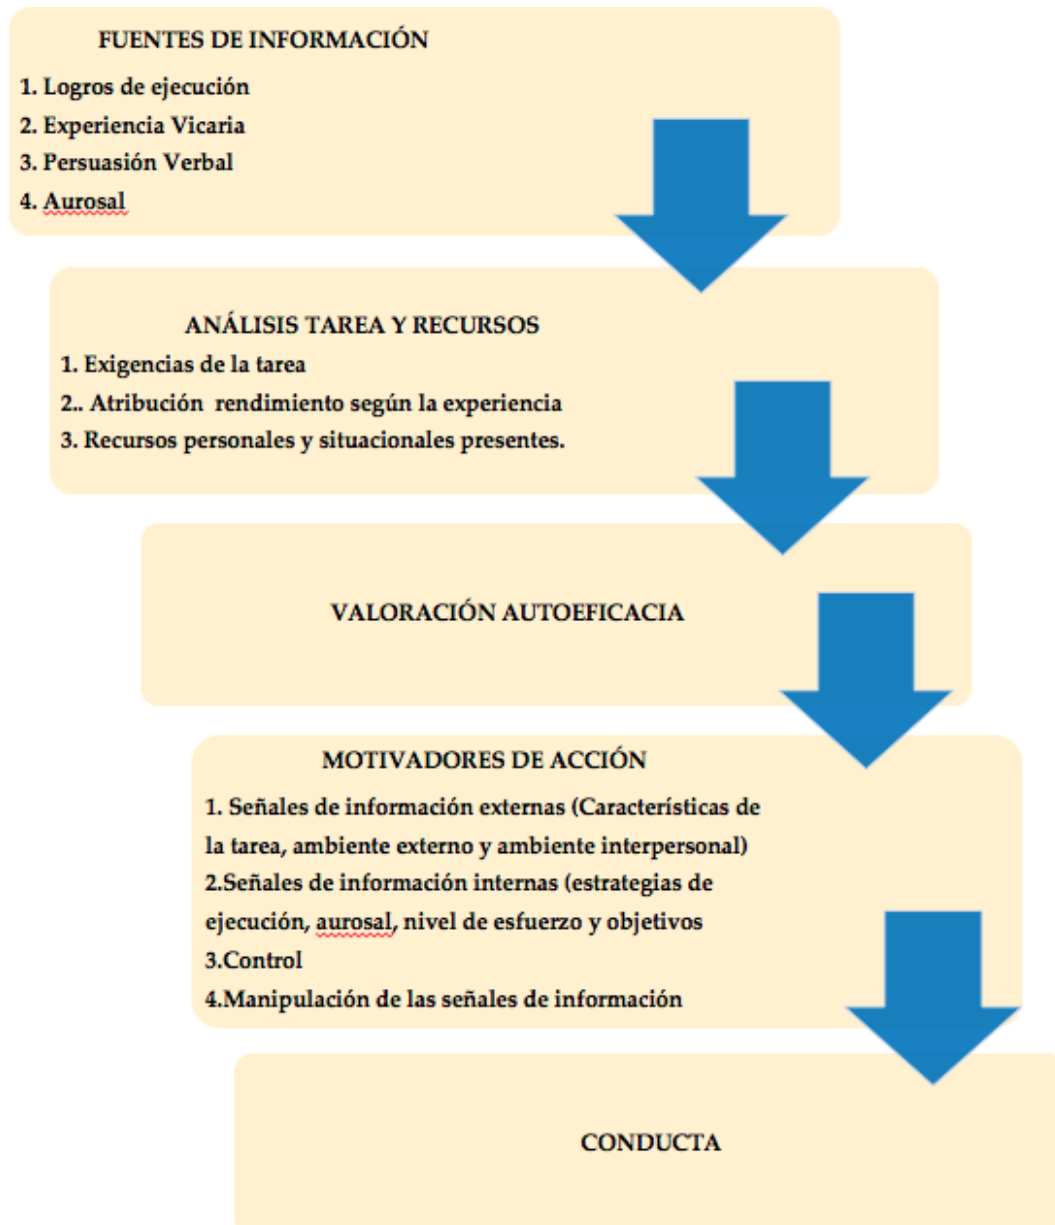 FUENTES DE INFORMACIÓN
1. Logros de ejecución
2. Experiencia Vicaria
3. Persuasión Verbal
4. Aurosal
ANÁLISIS TAREA Y RECURSOS
1. Exigencias de la tarea
2.. Atribución rendimiento según la experiencia
3. Recursos personales y situacionales presentes.
VALORACIÓN AUTOEFICACIA
MOTIVADORES DE ACCIÓN
1. Señales de información externas (Características de
la tarea, ambiente externo y ambiente interpersonal)
2.Señales de información internas (estrategias de
ejecución, aurosal, nivel de esfuerzo y objetivos
3.Control
4.Manipulación de las señales de información
CONDUCTA